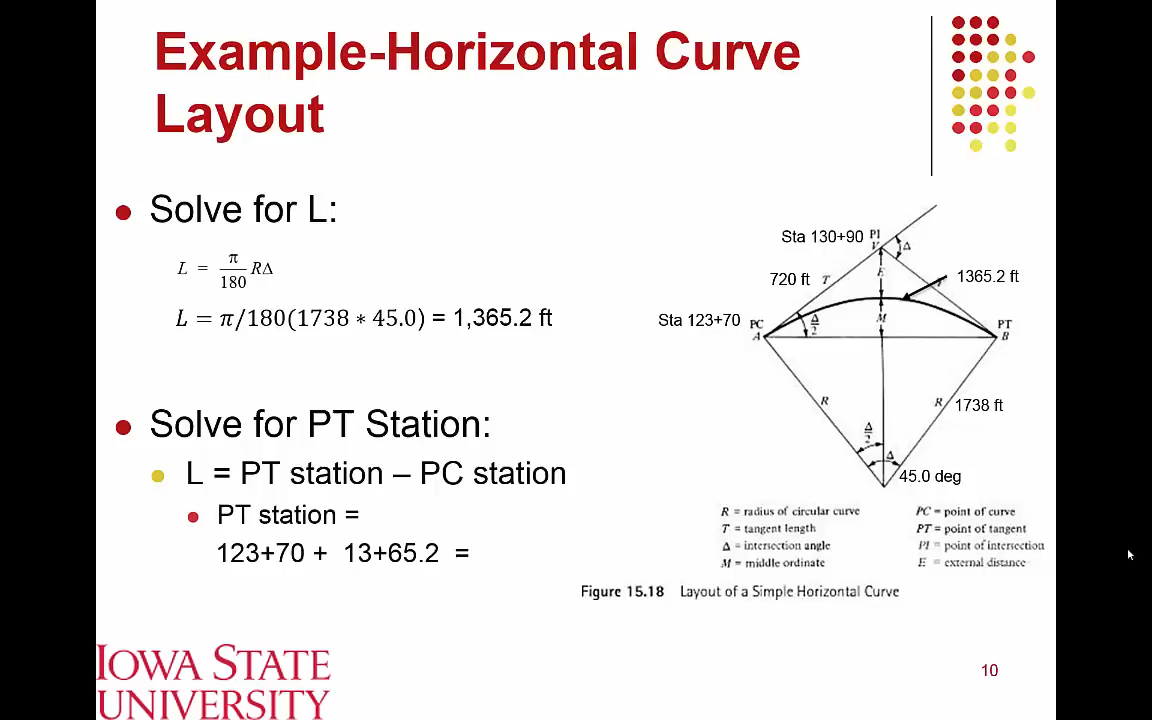 Example-Horizontal Curve
Layout
Solve for L:
L = π/180 RΔ
L = π/180(1738 ∗ 45.0) = 1,365.2 ft
Solve for PT Station:
L = PT station – PC station
PT station =
123+70 + 13+65.2 =
Sta 130+90 PI
V
Δ
720 ft T
E
T
1365.2 ft
Sta 123+70 PC
A
Δ/2
M
PT
B
R
R 1738 ft
Δ/2
Δ
45.0 deg
R = radius of circular curve
T = tangent length
Δ = intersection angle
M = middle ordinate
PC = point of curve
PT = point of tangent
PI = point of intersection
E = external distance
Figure 15.18 Layout of a Simple Horizontal Curve
IOWA STATE
UNIVERSITY
10